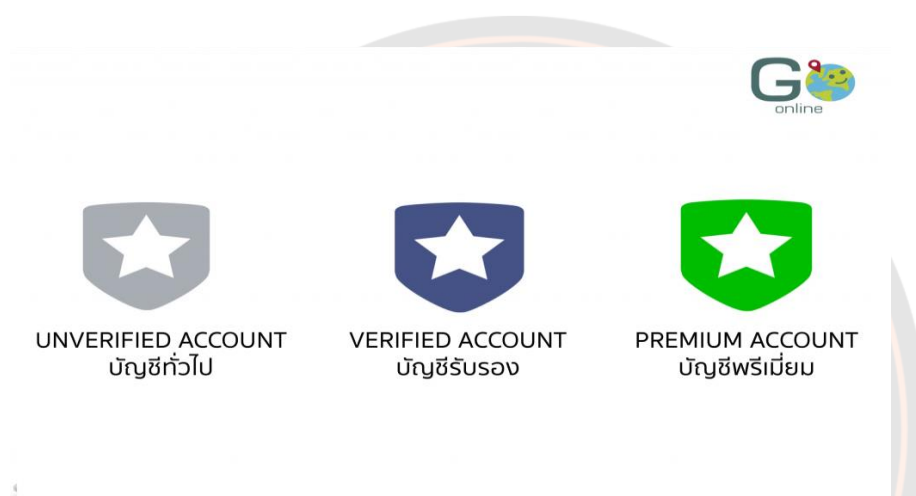 Go
online
UNVERIFIED ACCOUNT
บัญชีทั่วไป
VERIFIED ACCOUNT
บัญชีรับรอง
PREMIUM ACCOUNT
บัญชีพรีเมี่ยม